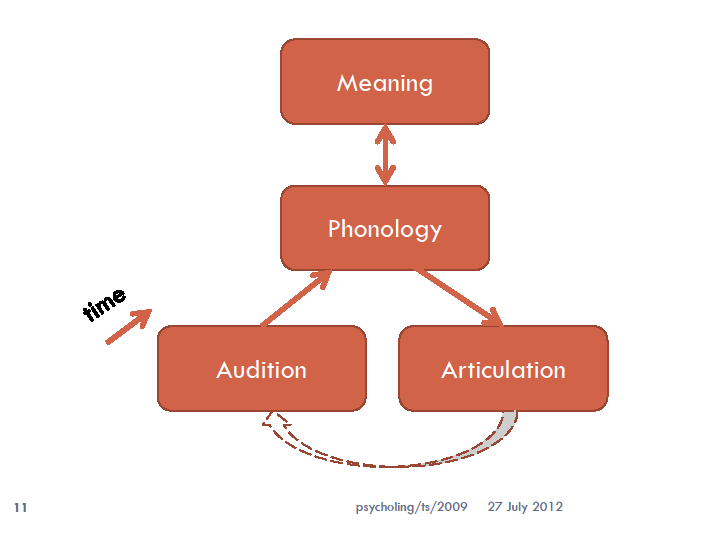 Meaning
Phonology
time
Audition
Articulation
11
psycholing/ts/2009
27 July 2012